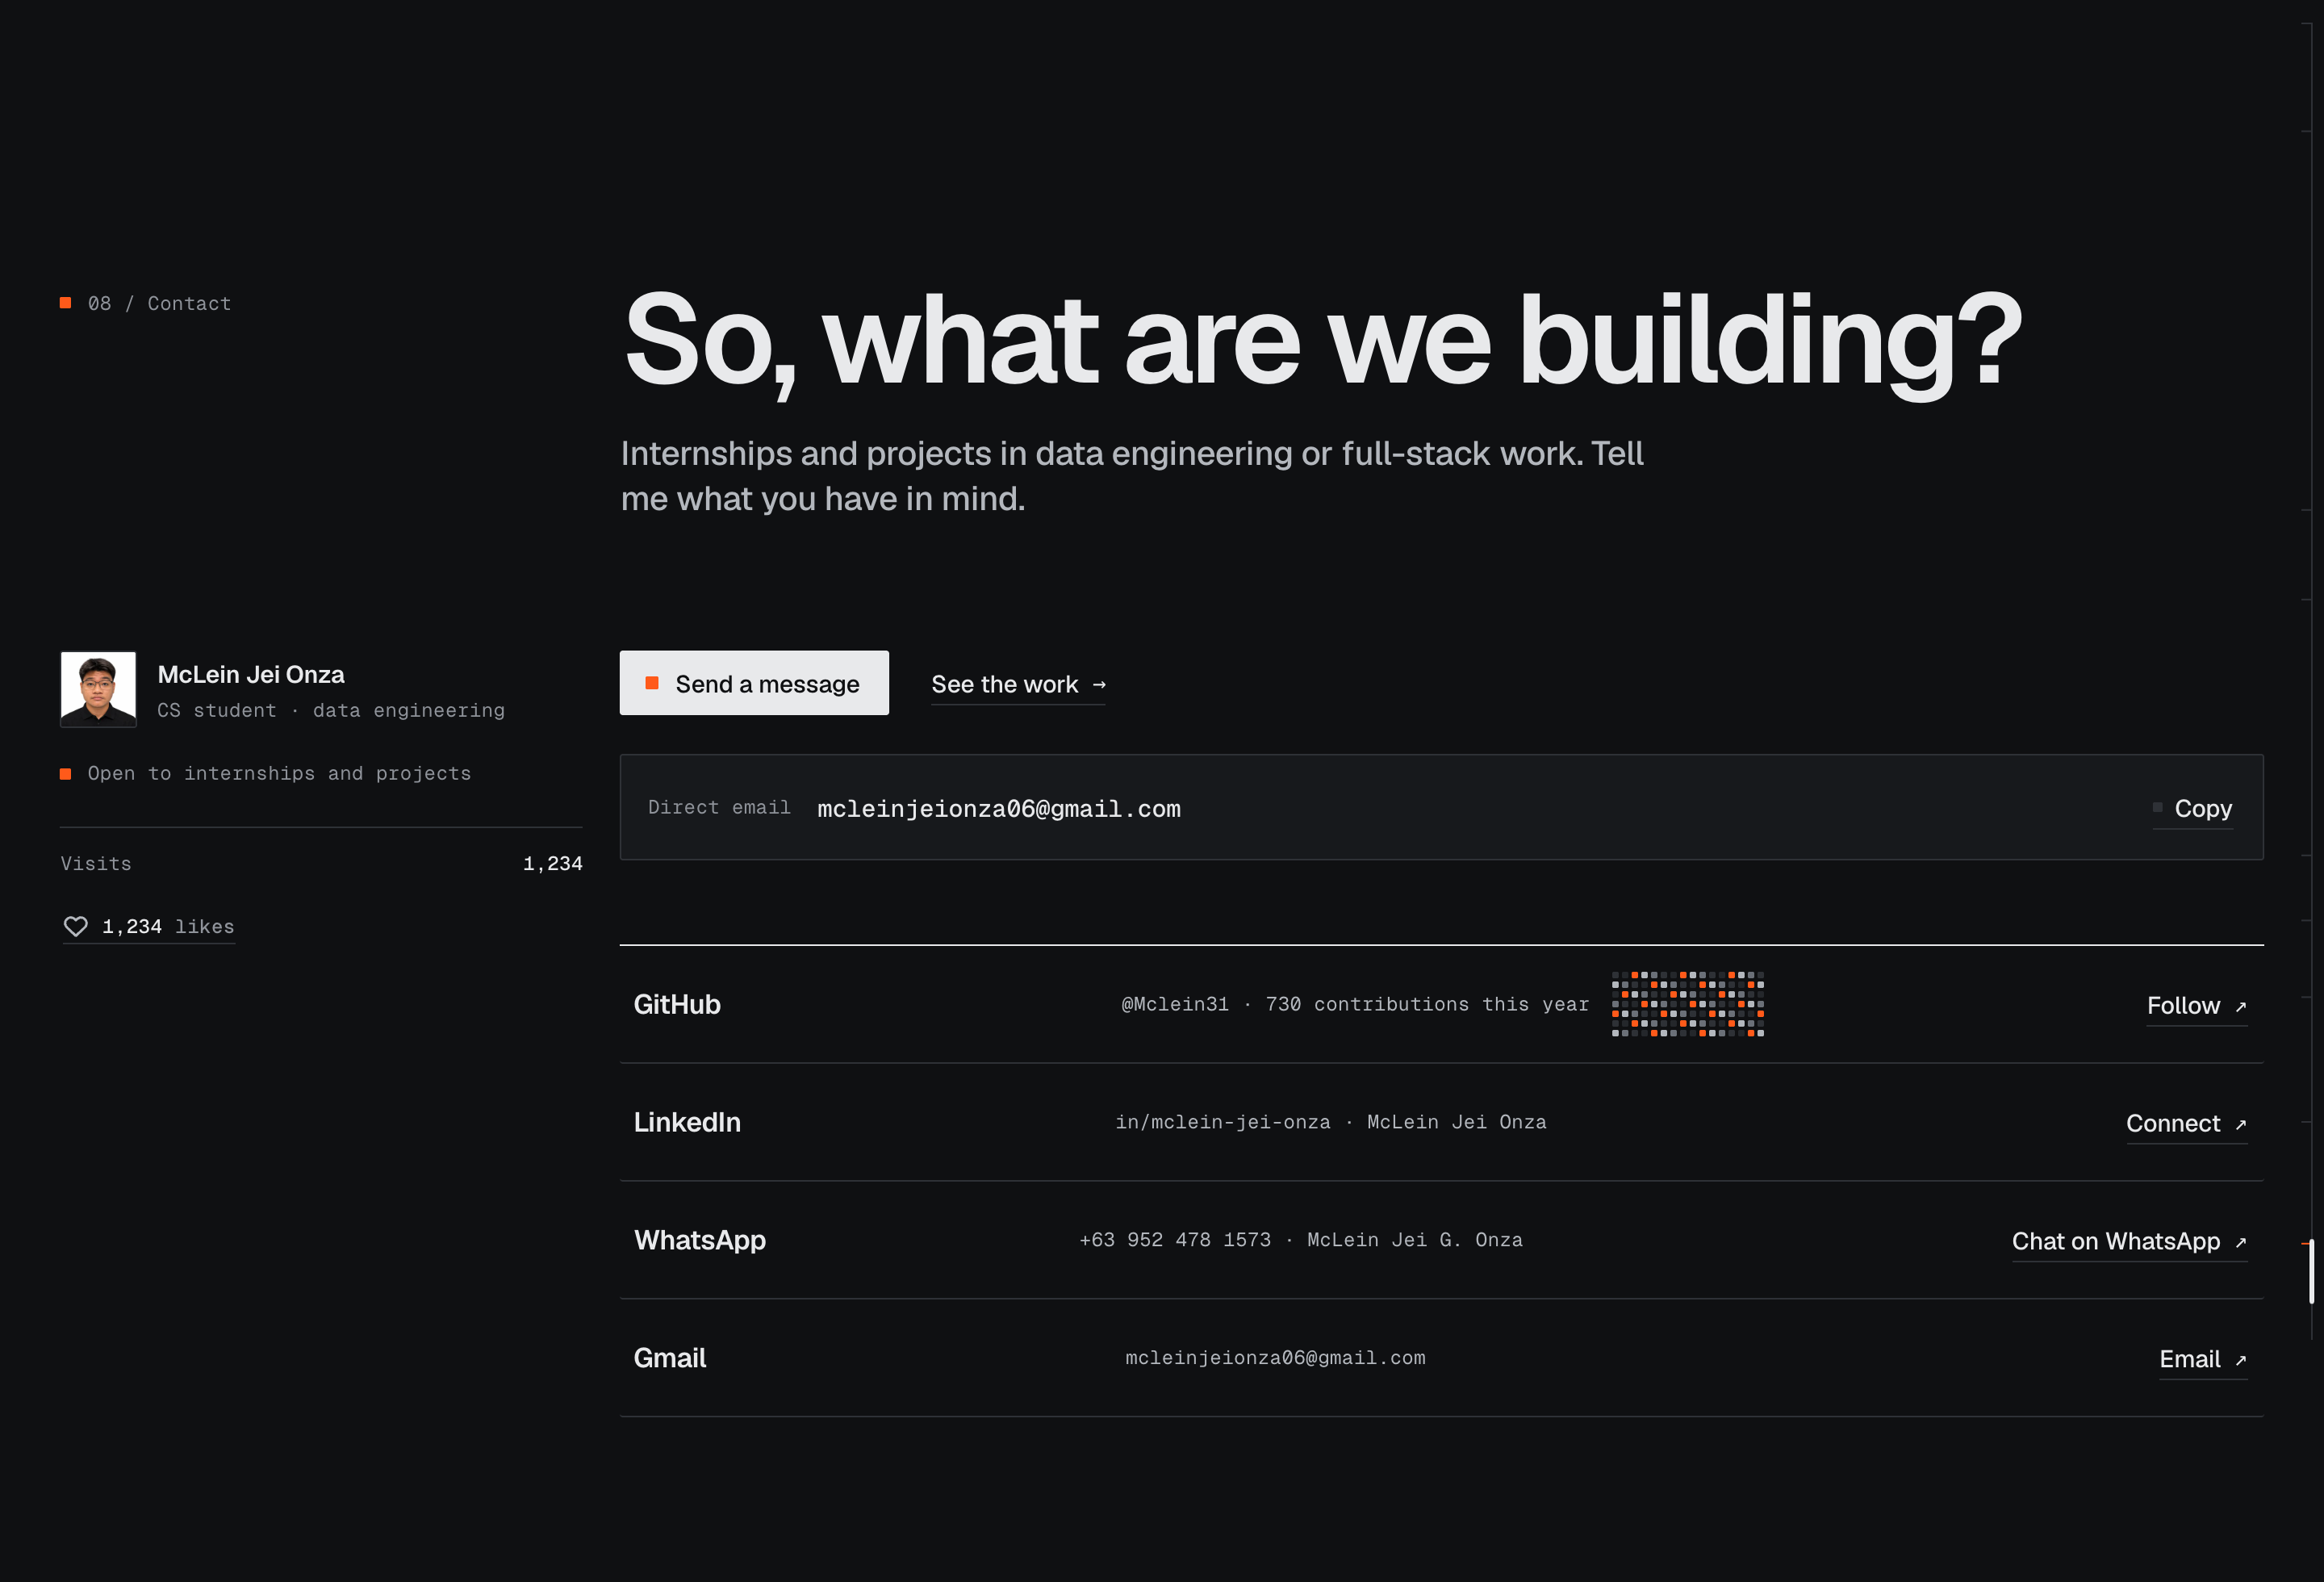 08 / Contact
So, what are we building?
Internships and projects in data engineering or full-stack work. Tell
me what you have in mind.
McLein Jei Onza
CS student · data engineering
Open to internships and projects
Visits 1,234
1,234 likes
Send a message See the work →
Direct email mcleinjeionza06@gmail.com Copy
GitHub @Mclein31 · 730 contributions this year Follow ↗
LinkedIn in/mclein-jei-onza · McLein Jei Onza Connect ↗
WhatsApp +63 952 478 1573 · McLein Jei G. Onza Chat on WhatsApp ↗
Gmail mcleinjeionza06@gmail.com Email ↗